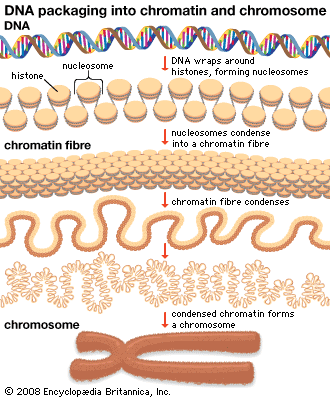 DNA packaging into chromatin and chromosome
DNA
DNA wraps around
histones, forming nucleosomes
nucleosome
histone
nucleosomes condense
into a chromatin fibre
chromatin fibre
chromatin fibre condenses
condensed chromatin forms
a chromosome
chromosome
© 2008 Encyclopædia Britannica, Inc.